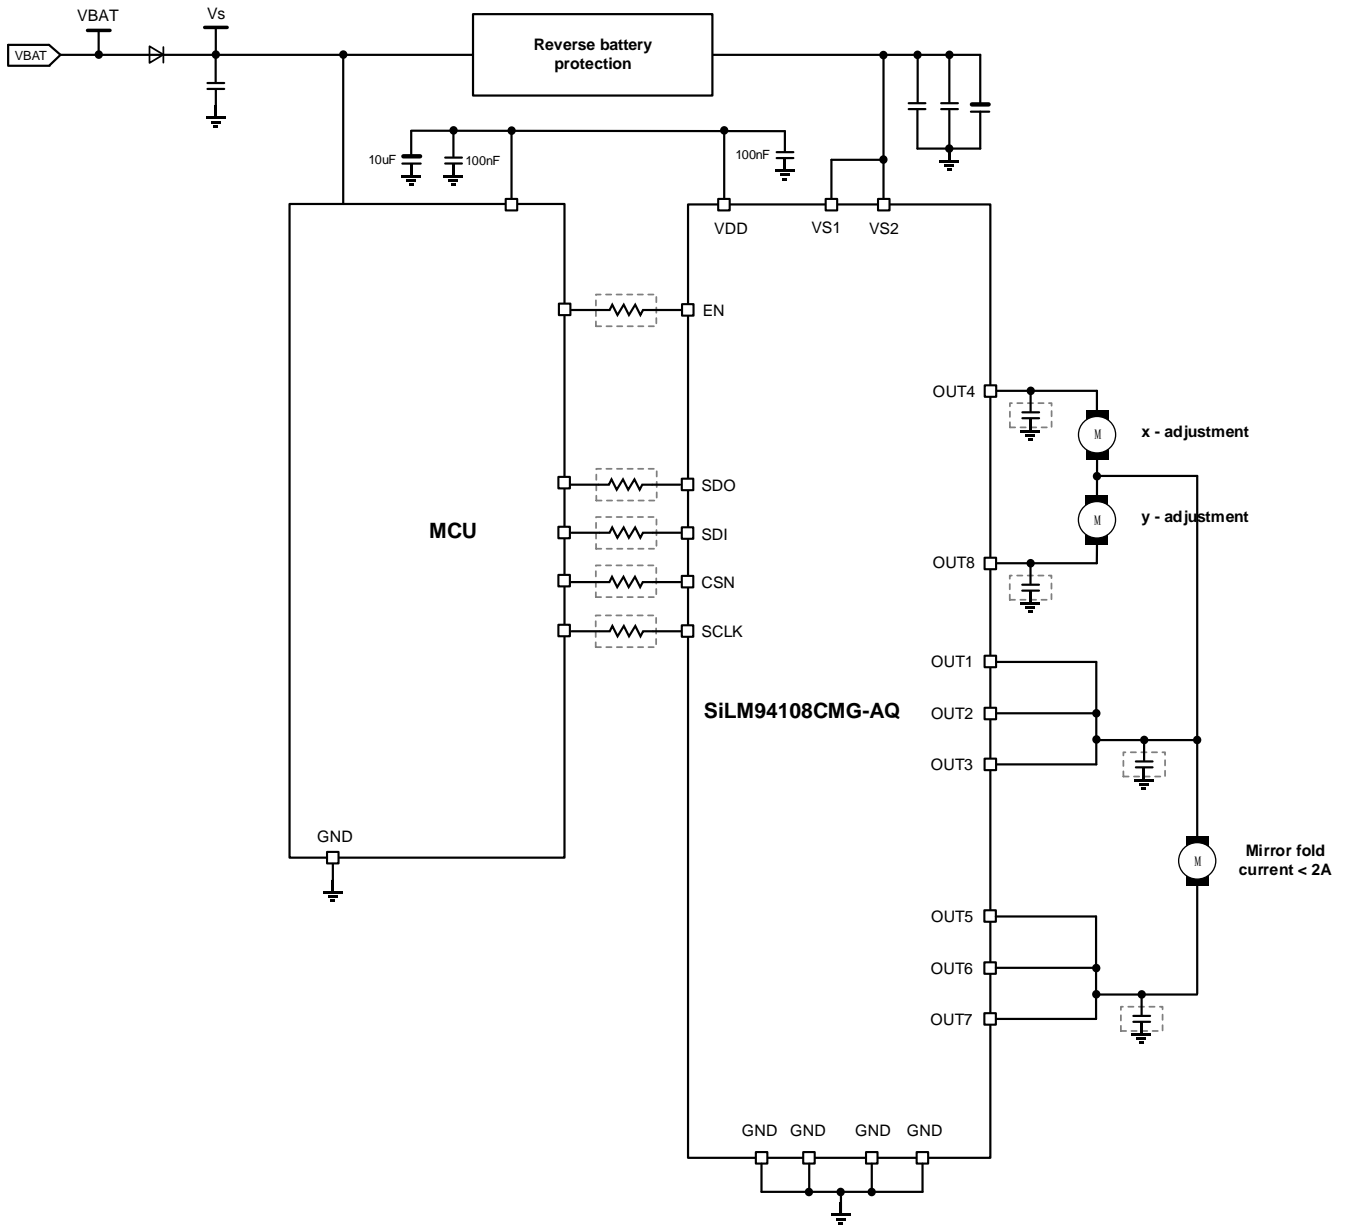 VBAT
Vs
VBAT
Reverse battery
protection
10uF
100nF
100nF
VDD
VS1
VS2
EN
OUT4
M
x - adjustment
SDO
MCU
SDI
M
y - adjustment
OUT8
CSN
SCLK
OUT1
SiLM94108CMG-AQ
OUT2
OUT3
GND
M
Mirror fold
current < 2A
OUT5
OUT6
OUT7
GND GND GND GND